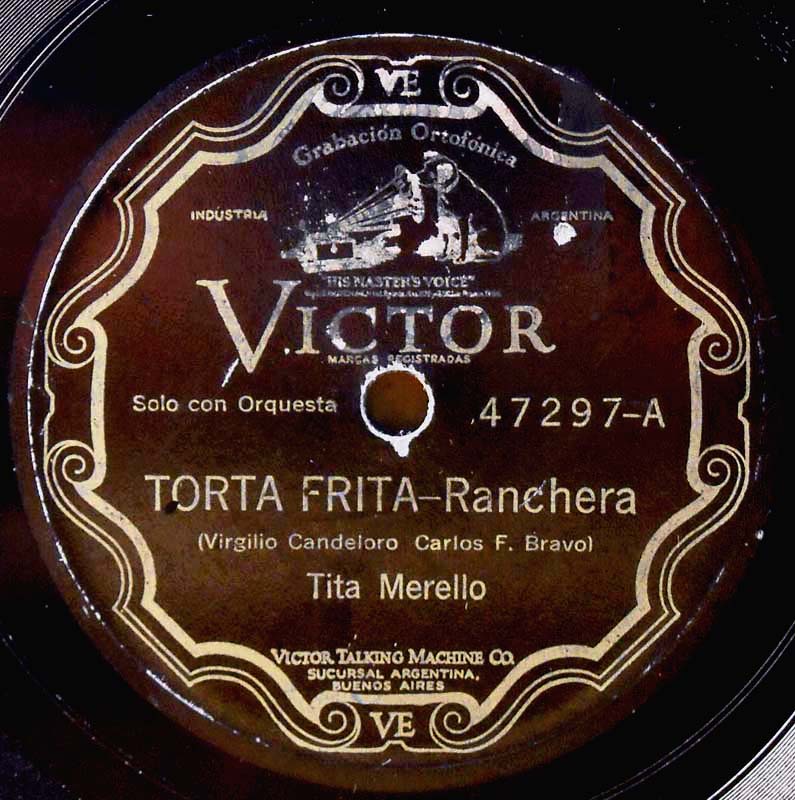 VE
Grabación Ortofónica
INDUSTRIA ARGENTINA
"HIS MASTER'S VOICE"
VICTOR
MARCAS REGISTRADAS
Solo con Orquesta 47297-A
TORTA FRITA-Ranchera
(Virgilio Candeloro Carlos F. Bravo)
Tita Merello
VICTOR TALKING MACHINE CO.
SUCURSAL ARGENTINA,
BUENOS AIRES
VE